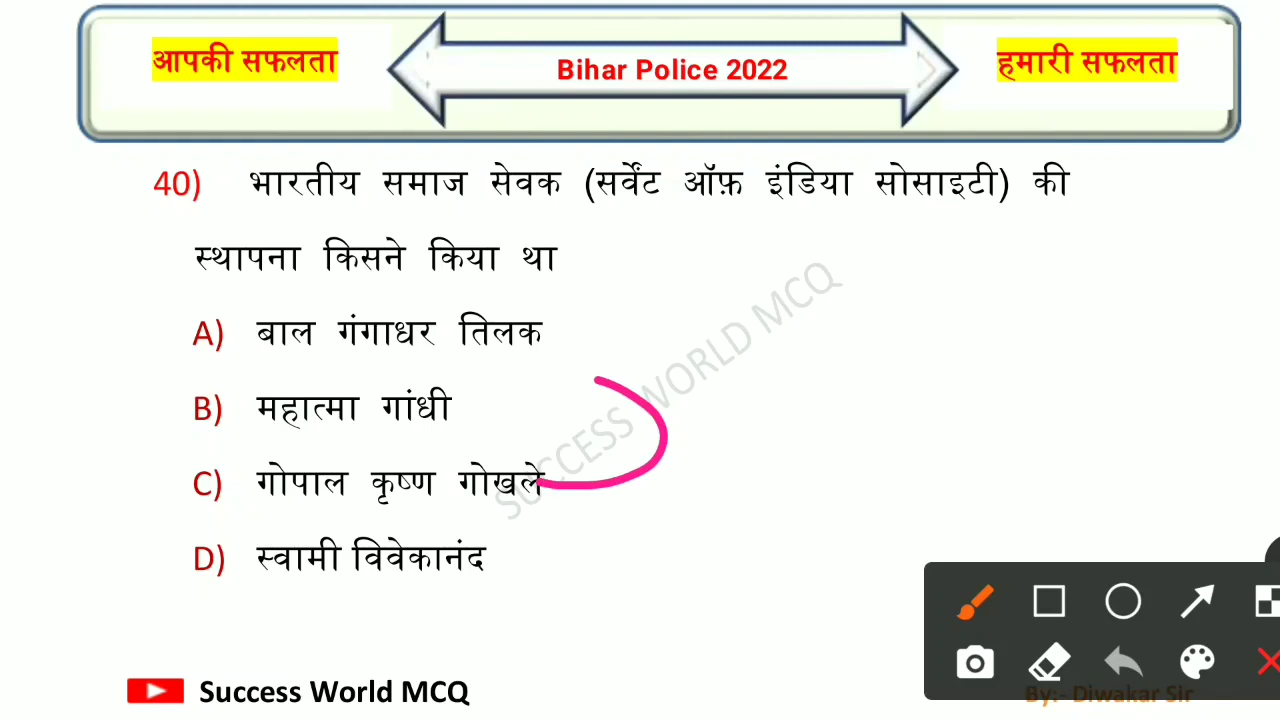 आपकी सफलता
Bihar Police 2022
हमारी सफलता
40) भारतीय समाज सेवक (सर्वेंट ऑफ़ इंडिया सोसाइटी) की
स्थापना किसने किया था
A) बाल गंगाधर तिलक
B) महात्मा गांधी
C) गोपाल कृष्ण गोखले
D) स्वामी विवेकानंद
SUCCESS WORLD MCQ
Success World MCQ
By:- Diwakar Sir